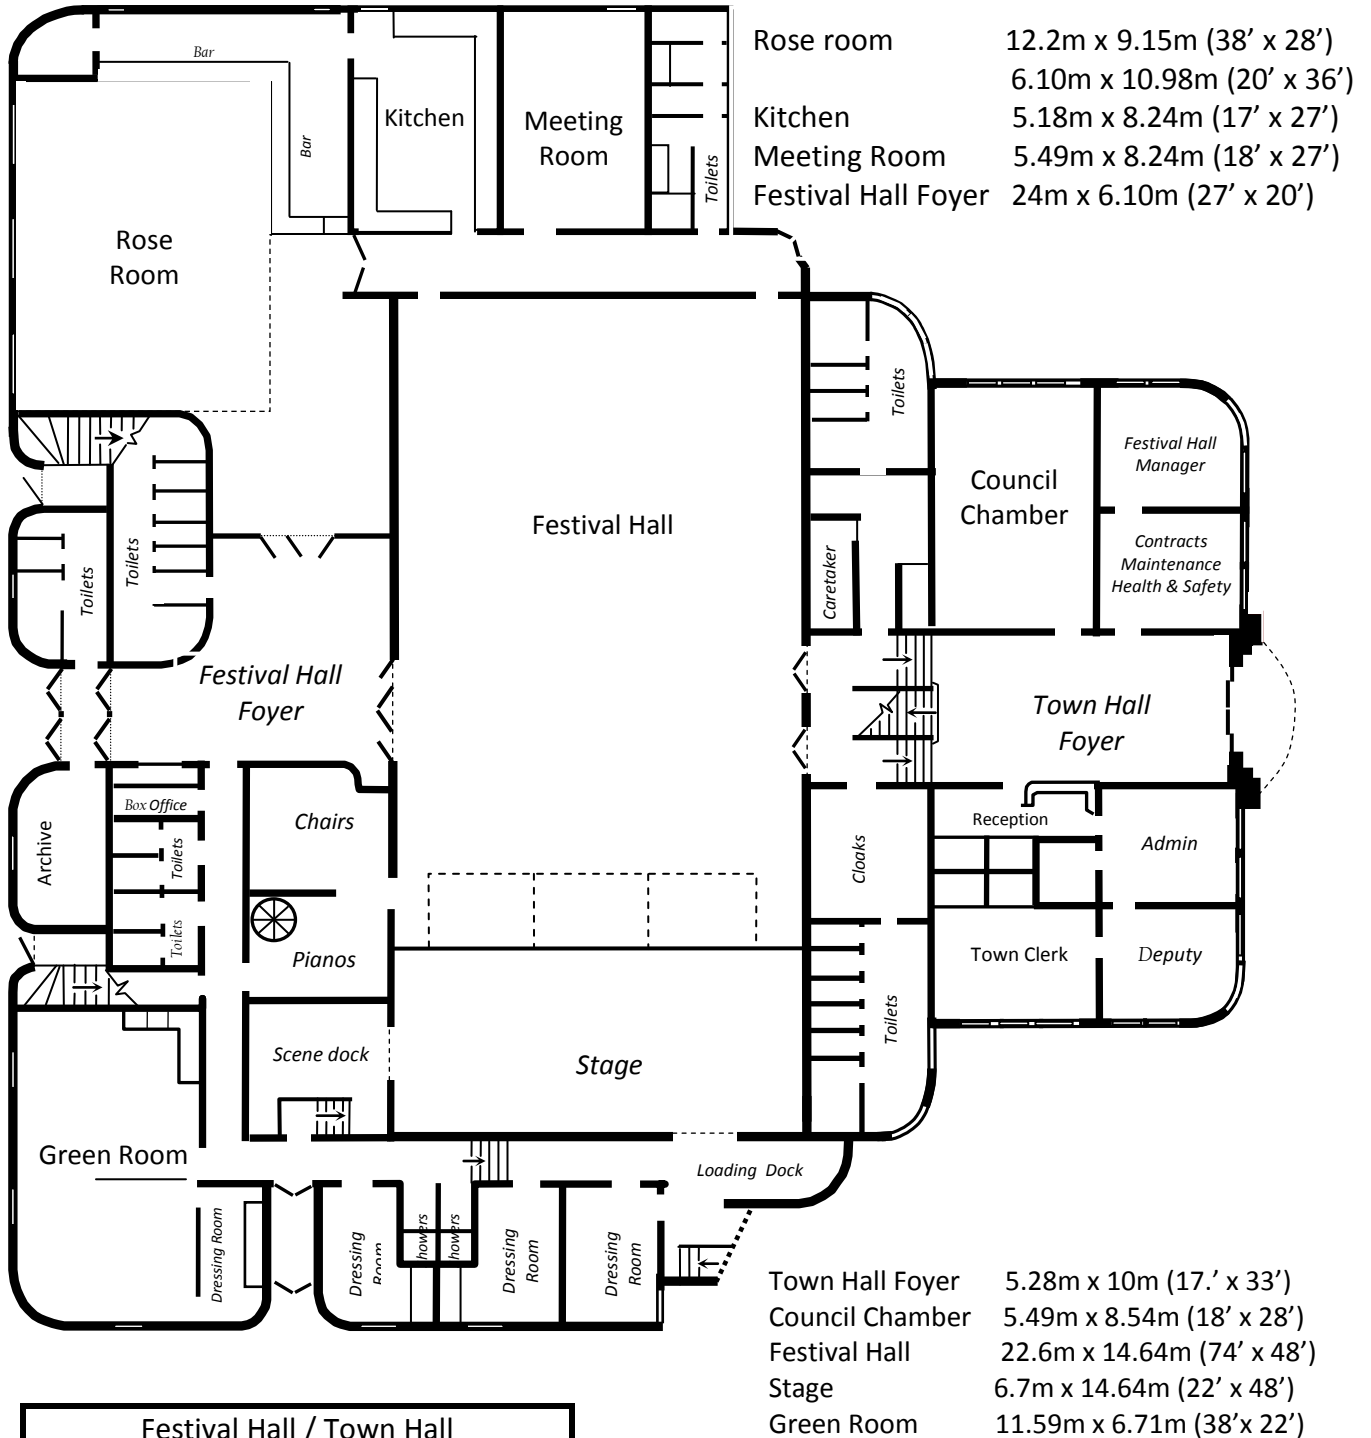 Rose room 12.2m x 9.15m (38' x 28')
6.10m x 10.98m (20' x 36')
Kitchen 5.18m x 8.24m (17' x 27')
Meeting Room 5.49m x 8.24m (18' x 27')
Festival Hall Foyer 24m x 6.10m (27' x 20')
Bar
Bar
Kitchen
Meeting
Room
Toilets
Rose
Room
Toilets
Festival Hall
Manager
Council
Chamber
Festival Hall
Contracts
Maintenance
Health & Safety
Toilets
Toilets
Caretaker
Festival Hall
Foyer
Town Hall
Foyer
Box Office
Chairs
Reception
Archive
Toilets
Cloaks
Admin
Toilets
Pianos
Town Clerk
Deputy
Scene dock
Stage
Toilets
Green Room
Loading Dock
Dressing Room
Dressing
Room
howers
howers
Dressing
Room
Dressing
Room
Town Hall Foyer 5.28m x 10m (17.' x 33')
Council Chamber 5.49m x 8.54m (18' x 28')
Festival Hall 22.6m x 14.64m (74' x 48')
Stage 6.7m x 14.64m (22' x 48')
Green Room 11.59m x 6.71m (38'x 22')
Festival Hall / Town Hall